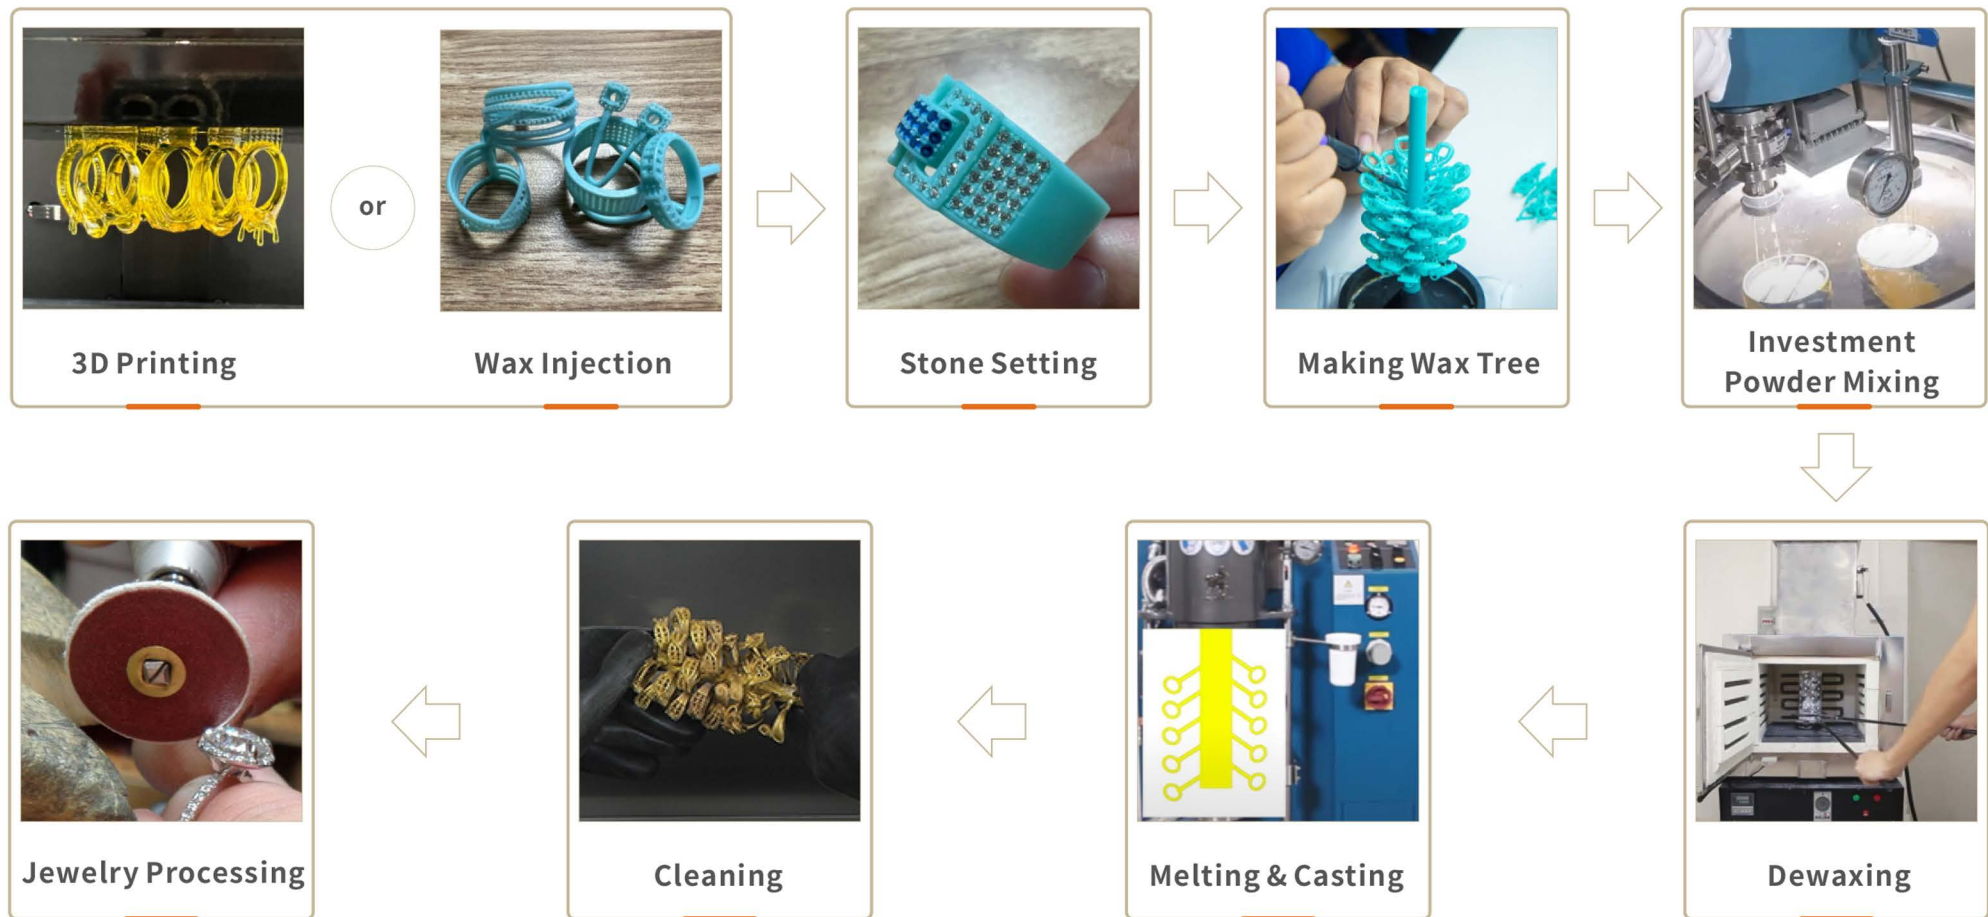 or
3D Printing
Wax Injection
Stone Setting
Making Wax Tree
Investment
Powder Mixing
Jewelry Processing
Cleaning
Melting & Casting
Dewaxing